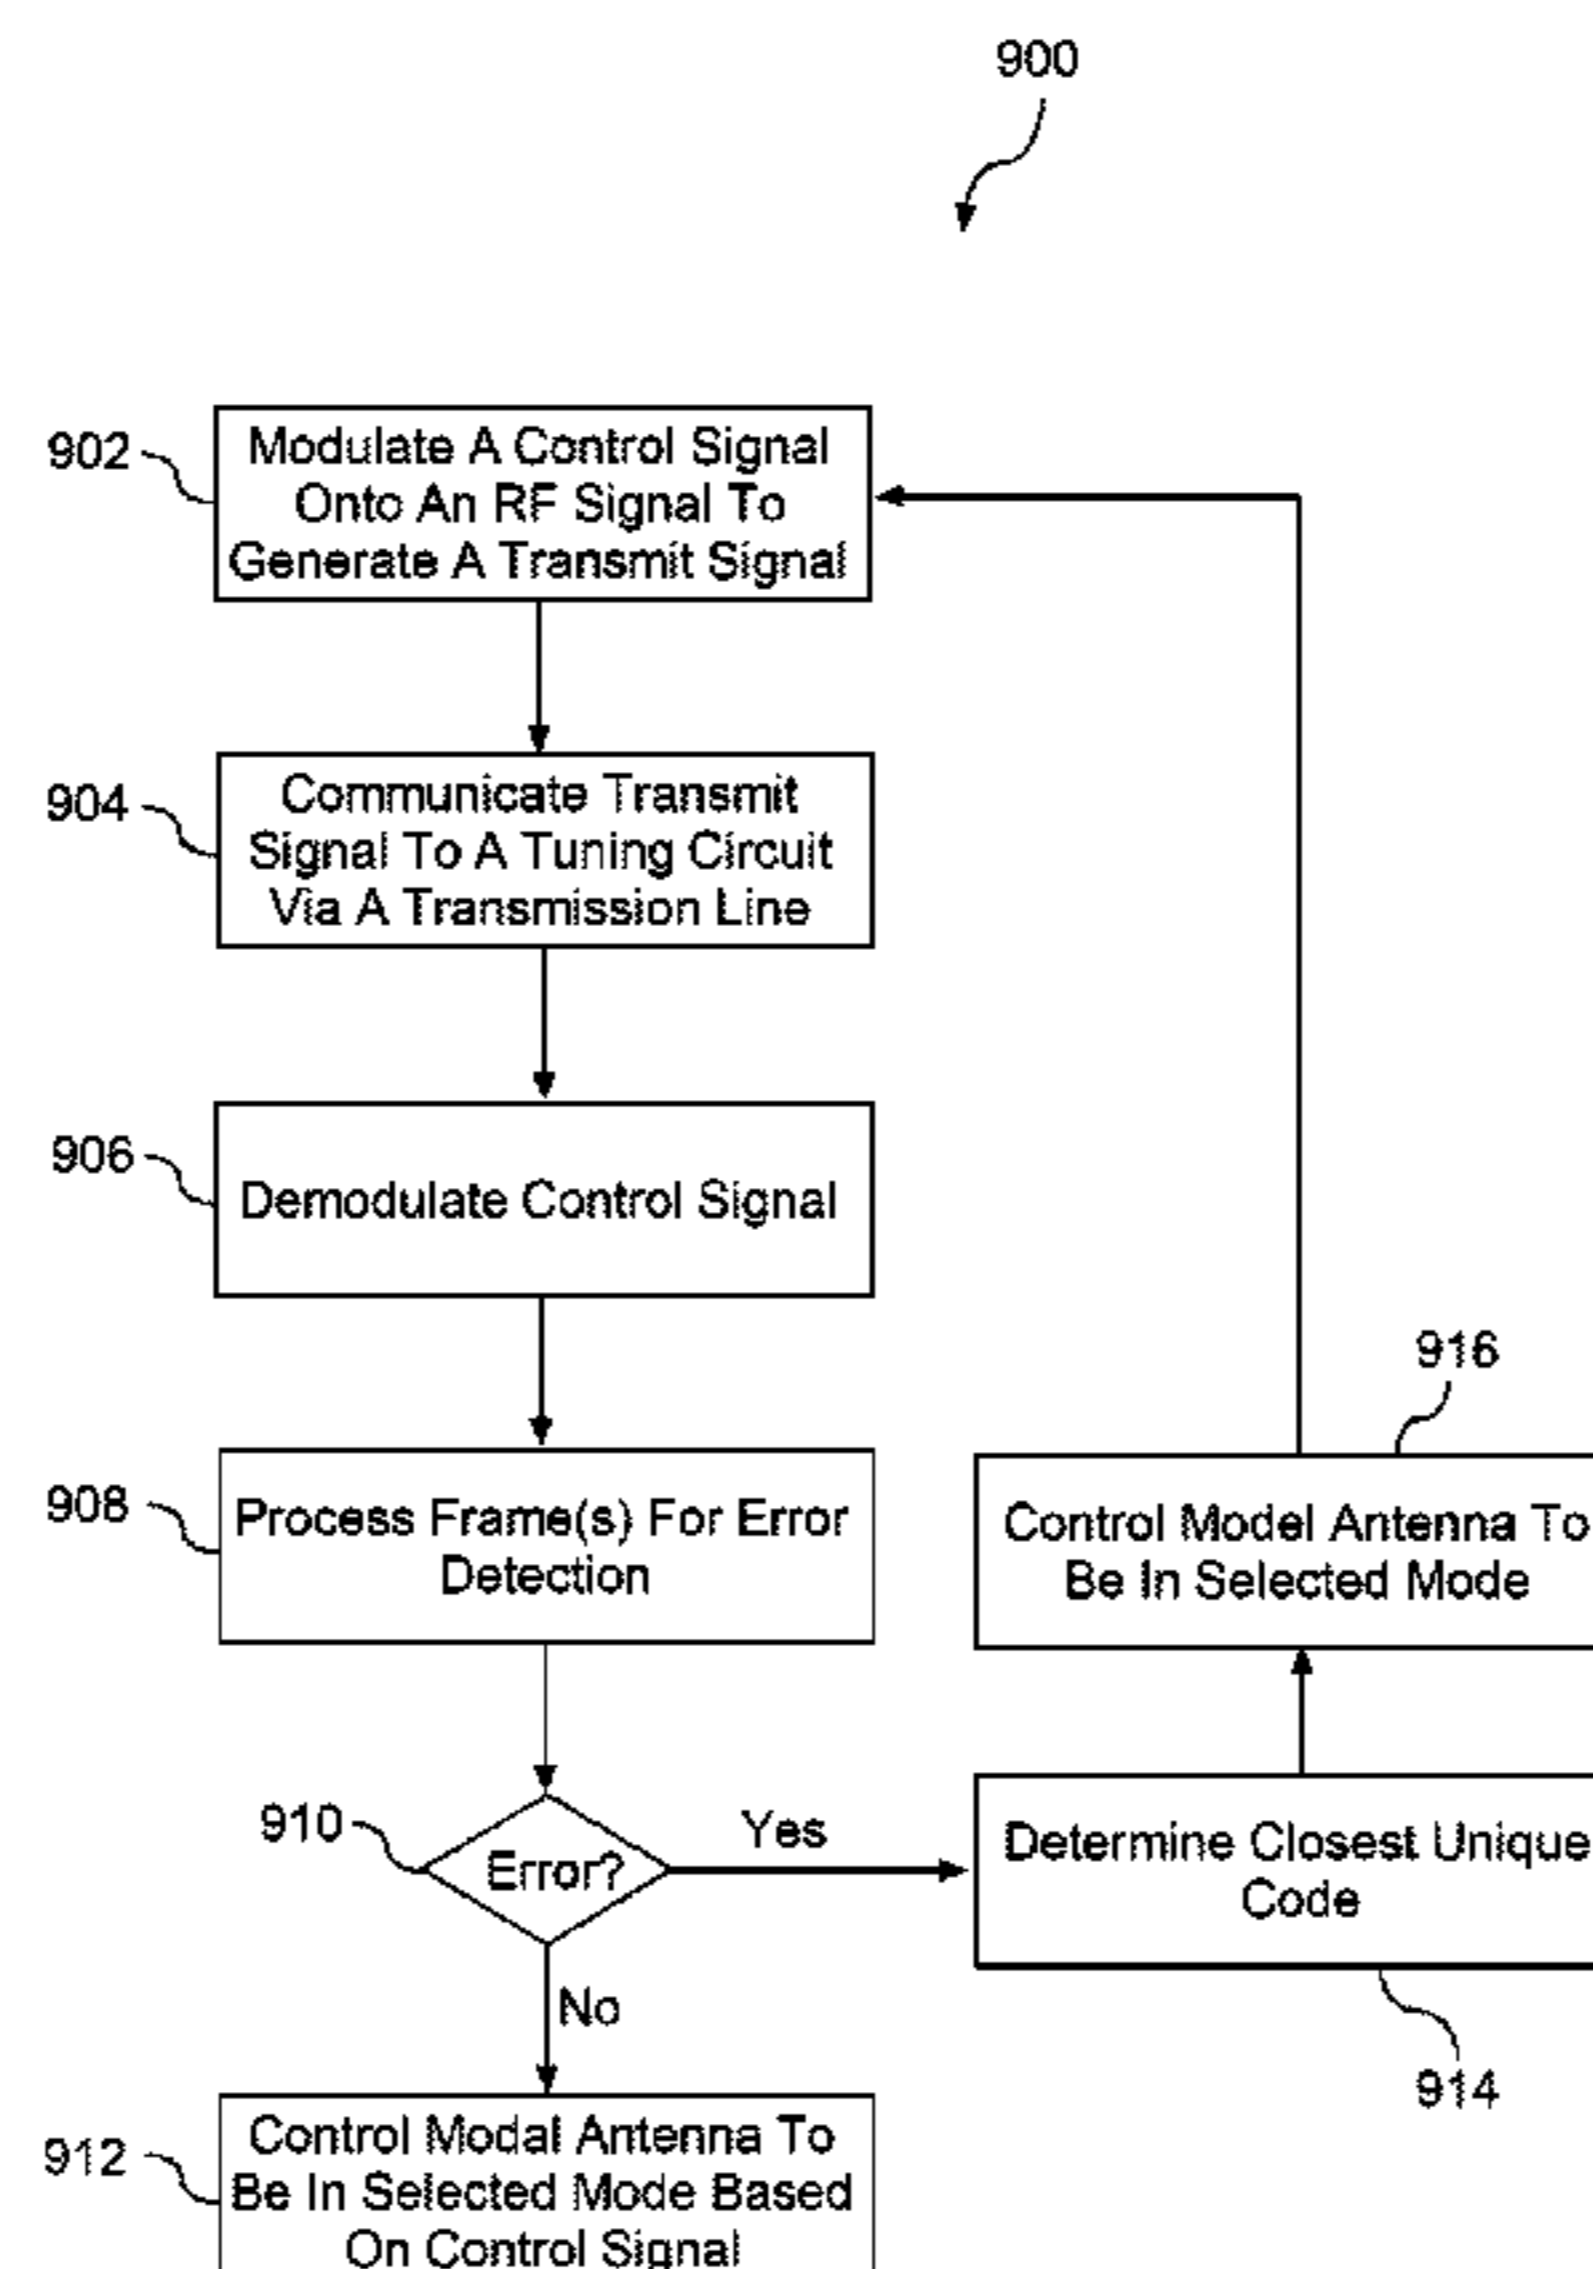 900
902
Modulate A Control Signal
Onto An RF Signal To
Generate A Transmit Signal
904
Communicate Transmit
Signal To A Tuning Circuit
Via A Transmission Line
906
Demodulate Control Signal
916
908
Process Frame(s) For Error
Detection
Control Model Antenna To
Be In Selected Mode
910
Error?
Yes
Determine Closest Unique
Code
No
914
912
Control Modal Antenna To
Be In Selected Mode Based
On Control Signal